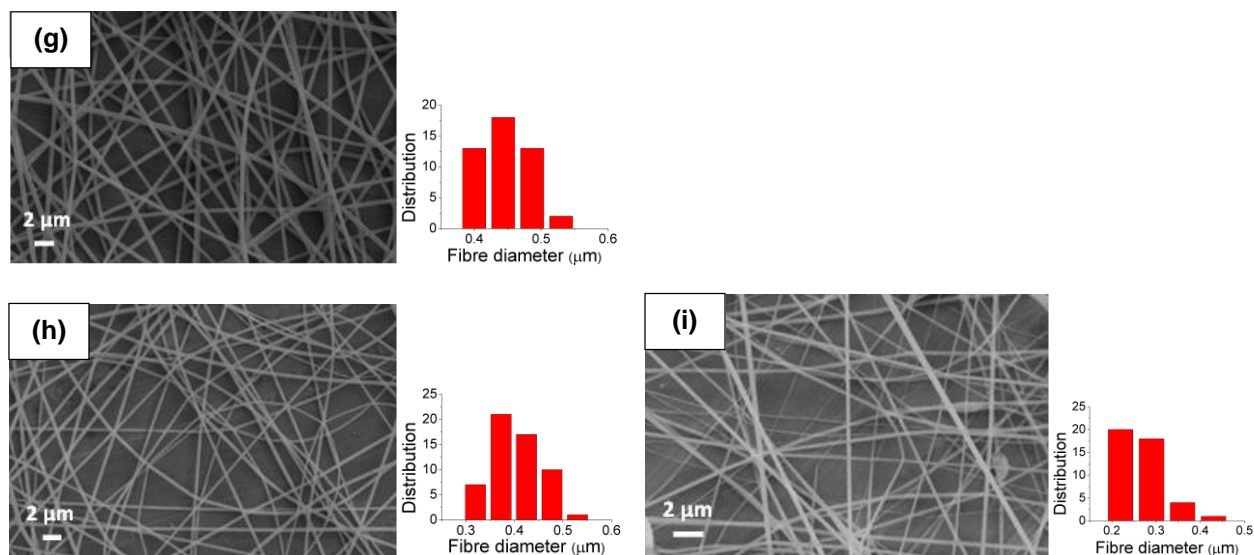 (g)
2 μm
20
15
10
5
0
Distribution
0.4 0.5 0.6
Fibre diameter (μm)
(h)
2 μm
25
20
15
10
5
0
Distribution
0.3 0.4 0.5 0.6
Fibre diameter (μm)
(i)
2 μm
25
20
15
10
5
0
Distribution
0.2 0.3 0.4 0.5
Fibre diameter (μm)